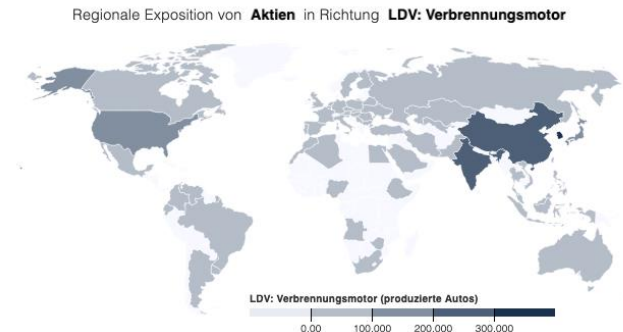 Regionale Exposition von Aktien in Richtung LDV: Verbrennungsmotor
LDV: Verbrennungsmotor (produzierte Autos)
0.00 100.000 200.000 300.000